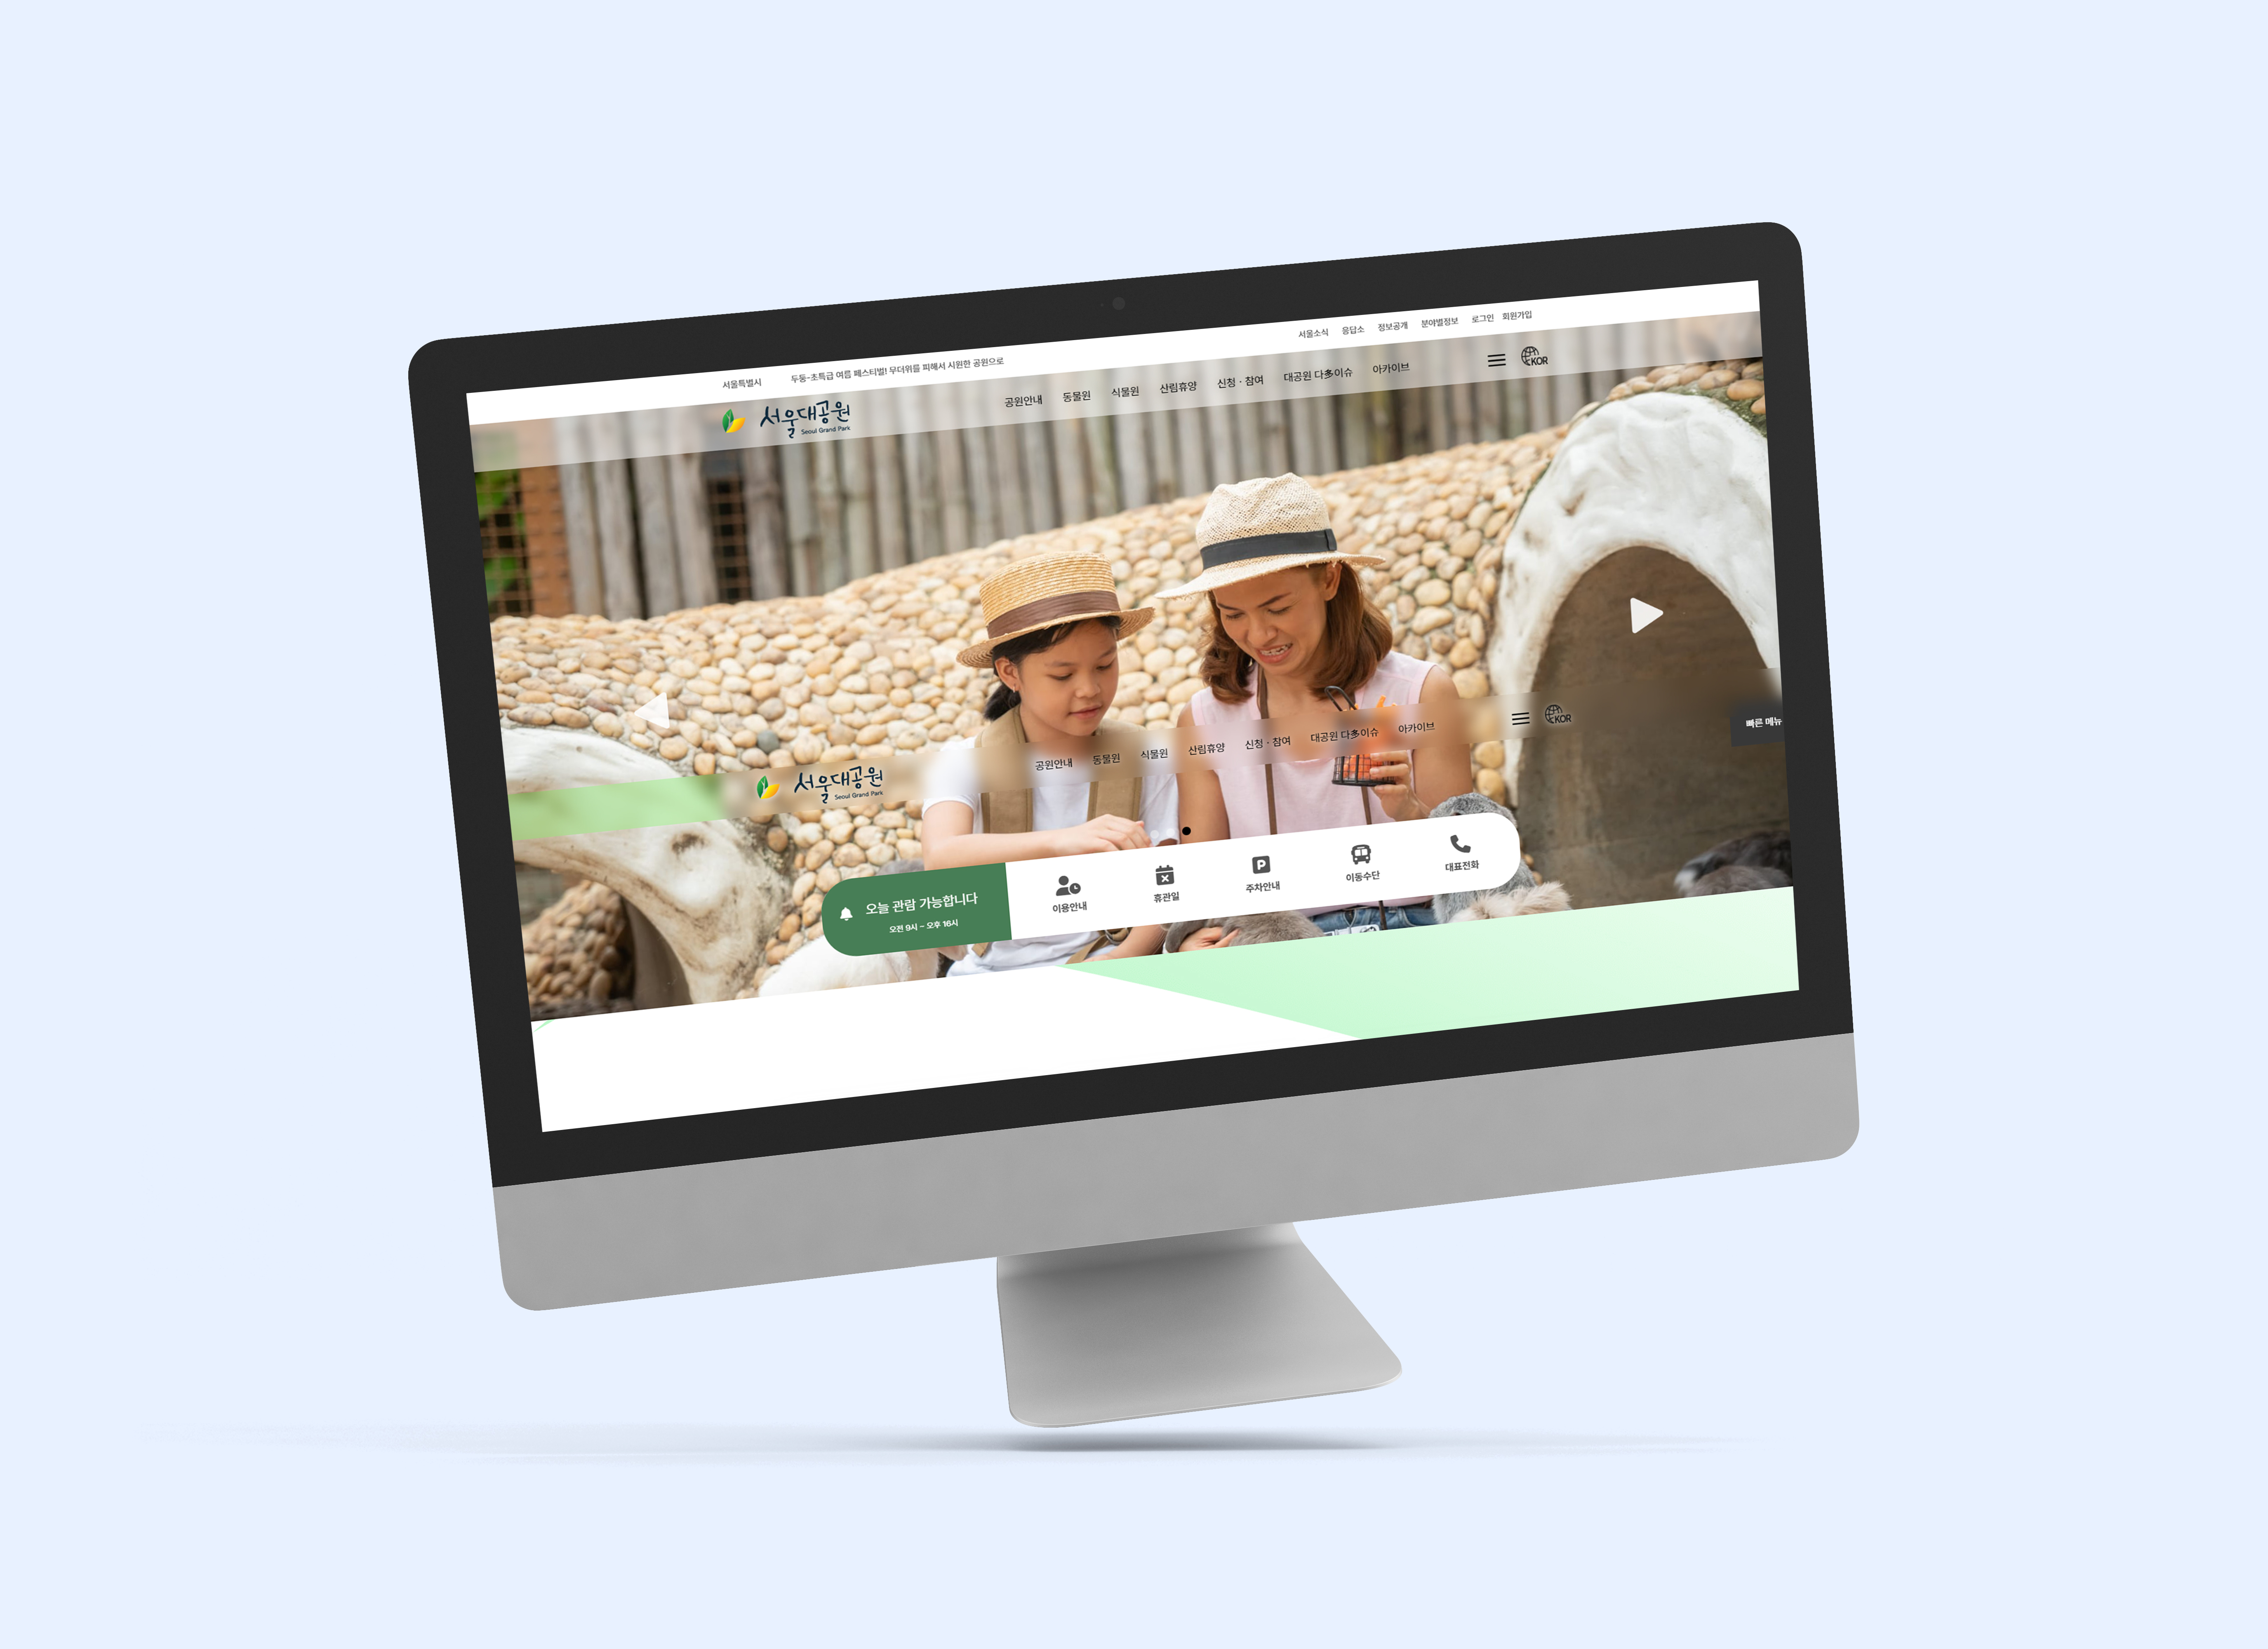 서울특별시 두둥-초특급 여름 페스티벌! 무더위를 피해서 시원한 공원으로 서울소식 응답소 정보공개 분야별정보 로그인 회원가입
서울대공원
Seoul Grand Park
공원안내 동물원 식물원 산림휴양 신청 · 참여 대공원 다多이슈 아카이브 KOR
서울대공원
Seoul Grand Park
공원안내 동물원 식물원 산림휴양 신청 · 참여 대공원 다多이슈 아카이브 KOR
빠른 메뉴
오늘 관람 가능합니다
오전 9시 - 오후 16시
이용안내 휴관일 주차안내 이동수단 대표전화